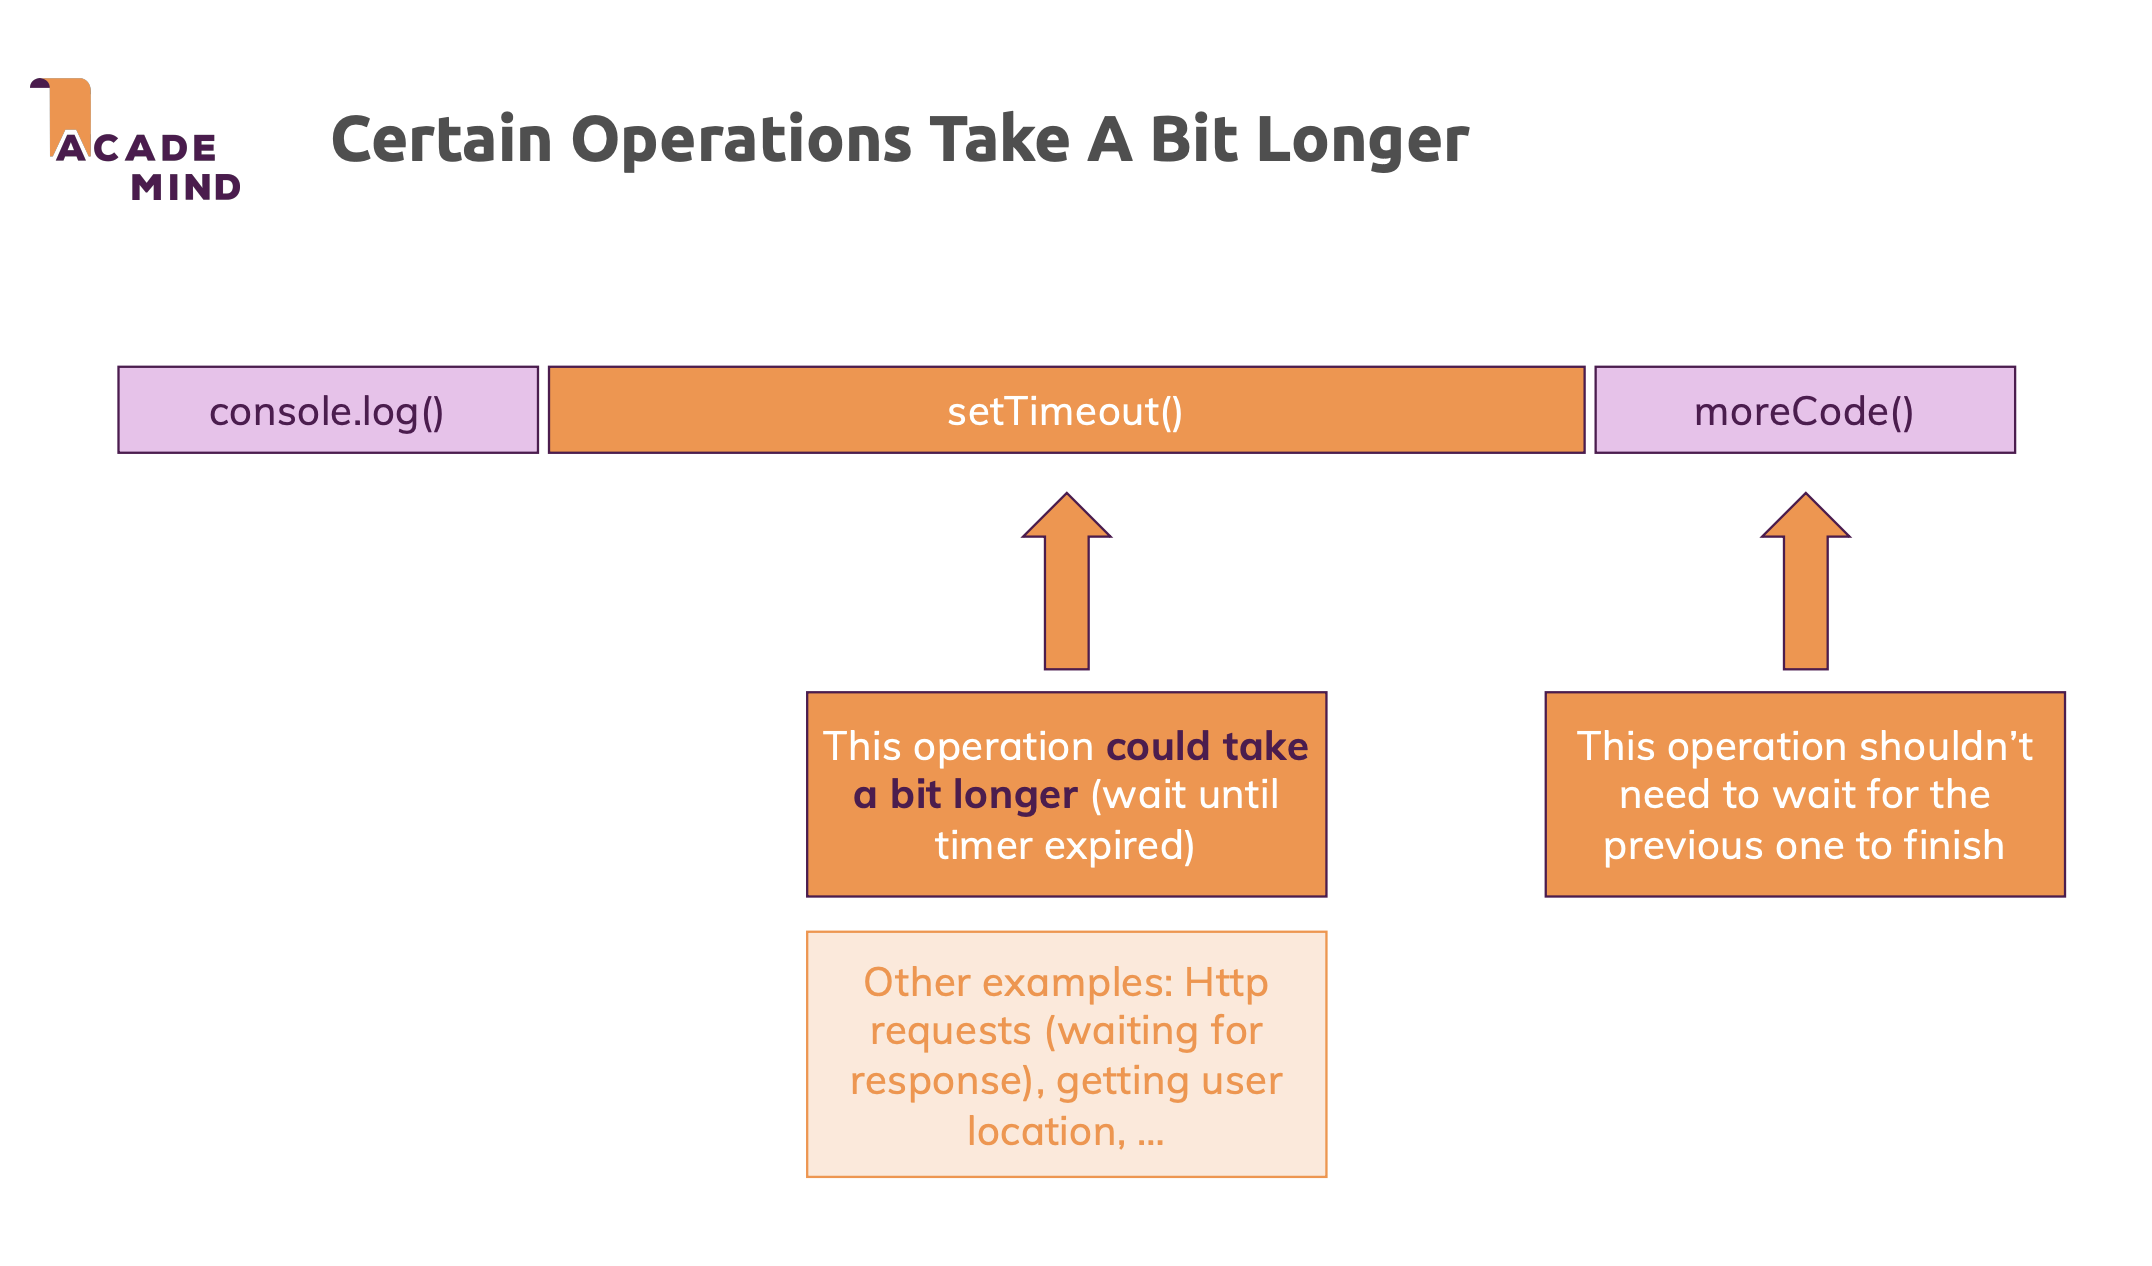 ACADE
MIND
Certain Operations Take A Bit Longer
console.log()
setTimeout()
moreCode()
This operation could take
a bit longer (wait until
timer expired)
This operation shouldn’t
need to wait for the
previous one to finish
Other examples: Http
requests (waiting for
response), getting user
location, ...